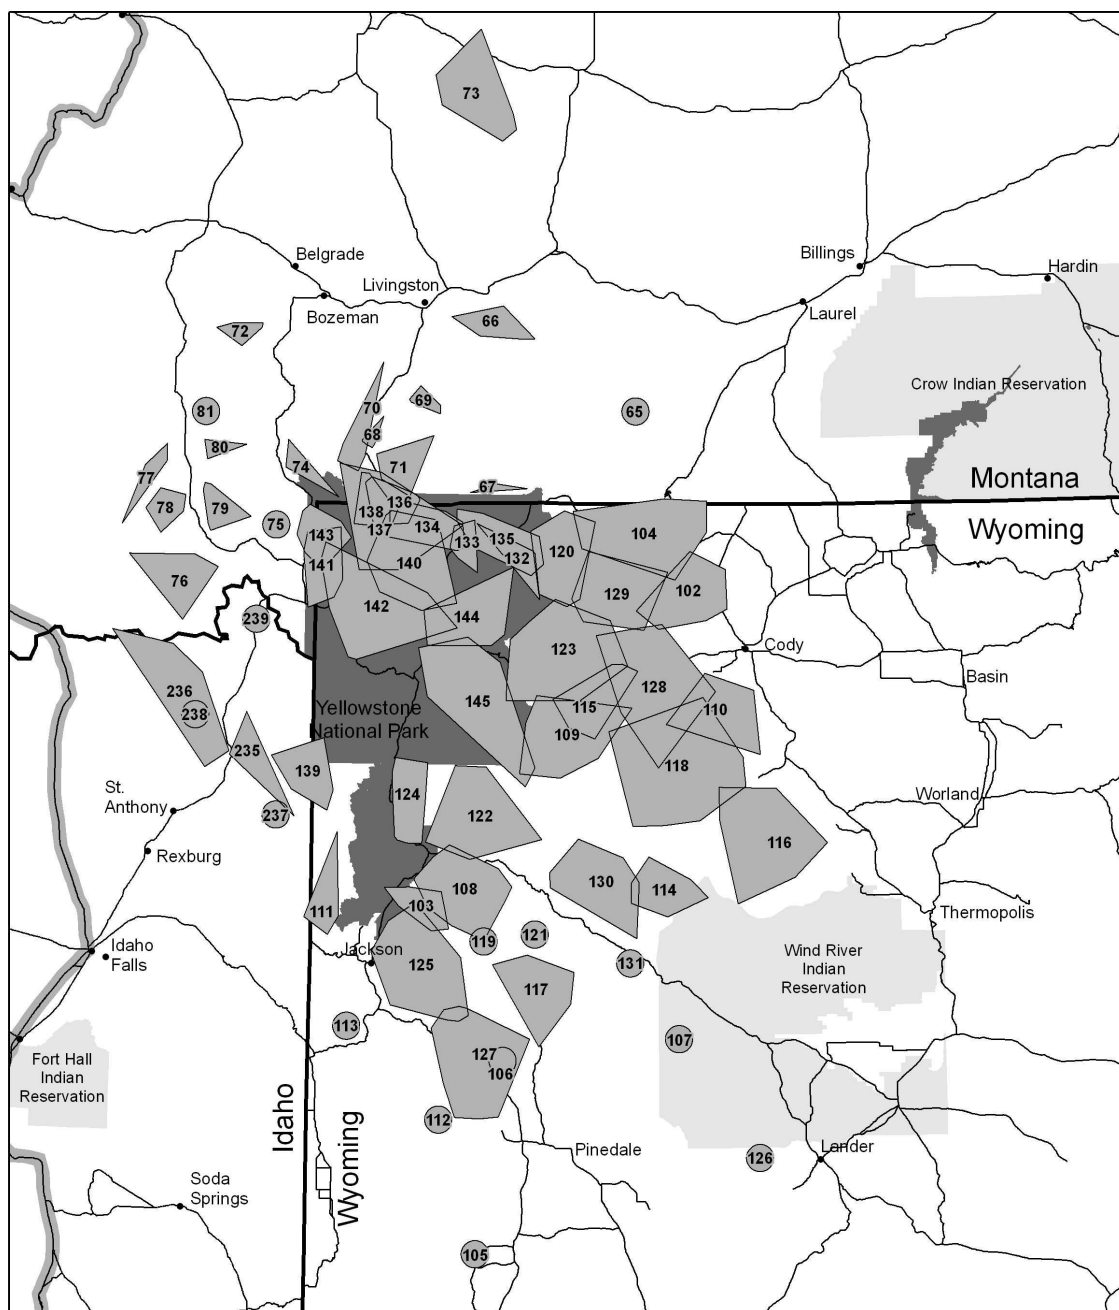 73
Belgrade
Billings
Hardin
Livingston
Bozeman
Laurel
66
72
Crow Indian Reservation
69
70
81
65
68
80
74
71
77
Montana
67
78
79
136
138
75
137
134
Wyoming
143
133
135
104
132
120
141
140
76
129
102
142
144
239
Cody
123
236
Basin
128
145
238
Yellowstone
National Park
115
110
109
235
118
139
St.
Anthony
124
Worland
237
122
116
Rexburg
130
114
108
103
111
Thermopolis
121
119
Idaho
Falls
Jackson
Wind River
Indian
Reservation
125
131
117
113
107
Fort Hall
Indian
Reservation
127
106
Idaho
Wyoming
112
Pinedale
Lander
126
Soda
Springs
105